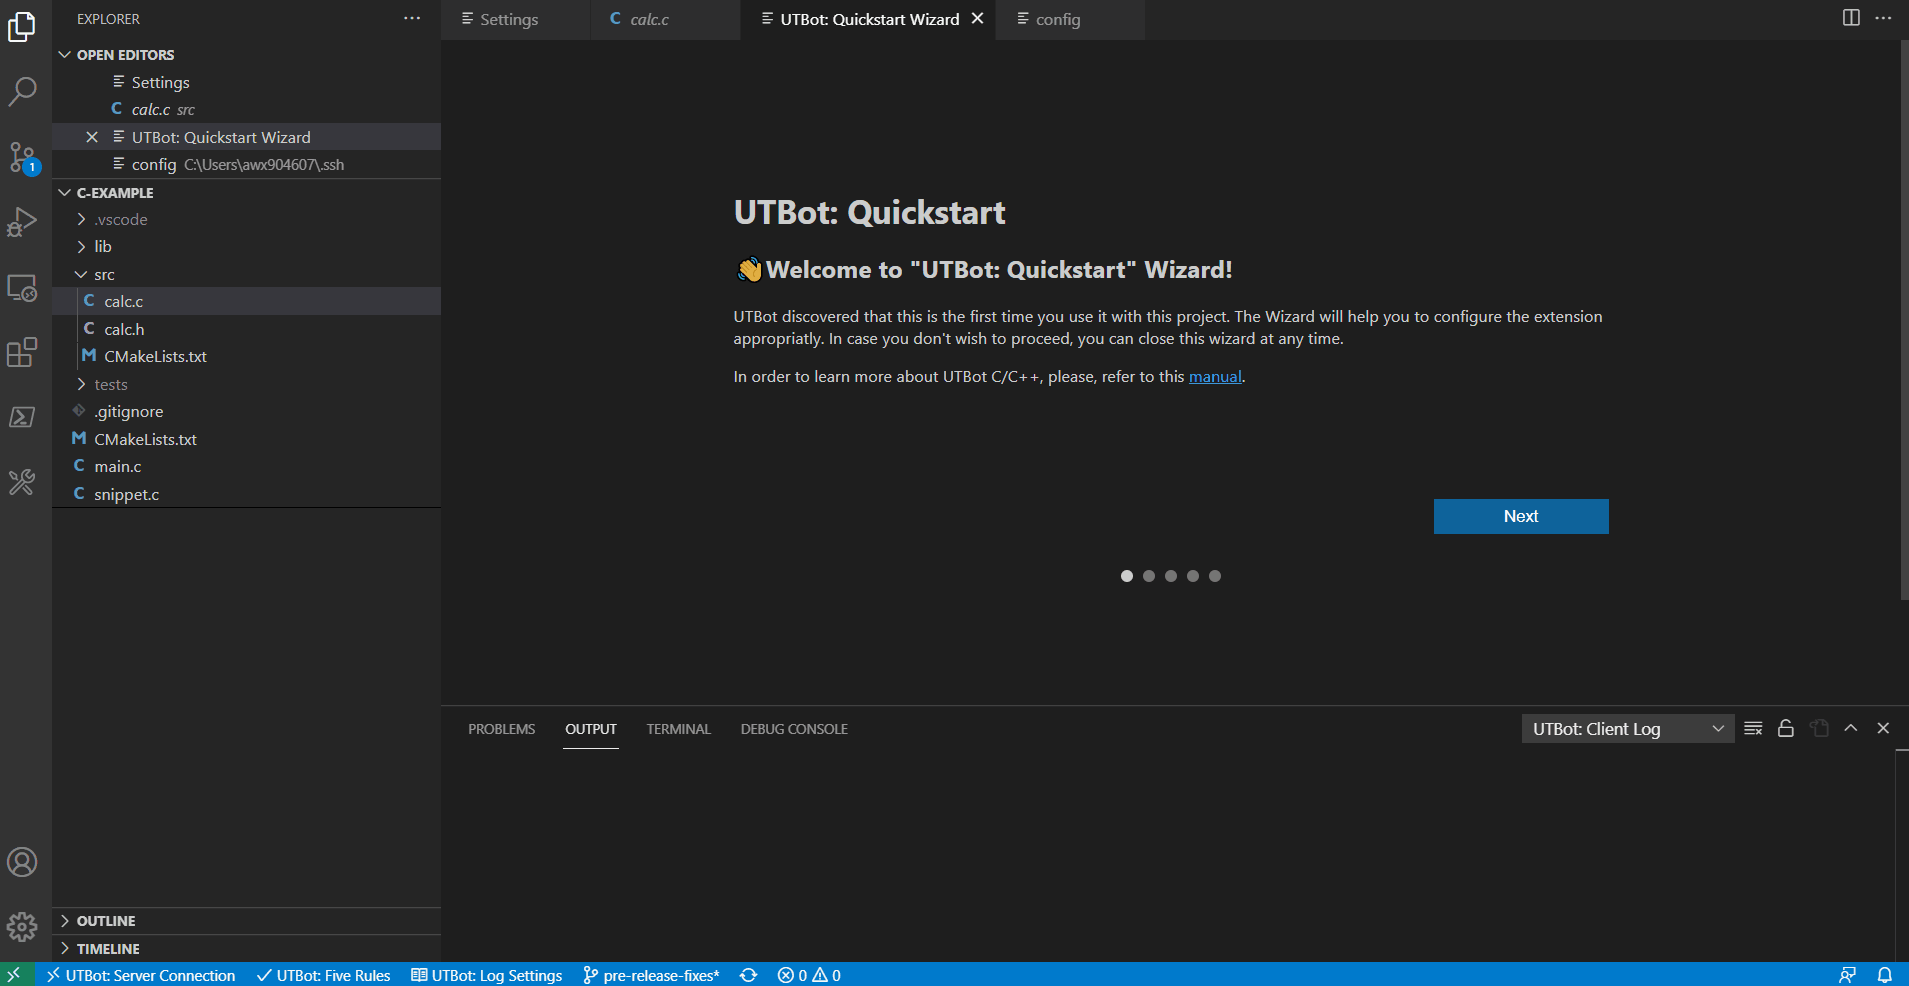 EXPLORER
OPEN EDITORS
Settings
C calc.c src
UTBot: Quickstart Wizard
config C:\Users\awx904607\.ssh
C-EXAMPLE
.vscode
lib
src
C calc.c
C calc.h
M CMakeLists.txt
tests
.gitignore
M CMakeLists.txt
C main.c
C snippet.c
OUTLINE
TIMELINE
1
Settings
C calc.c
UTBot: Quickstart Wizard
config
UTBot: Quickstart
👋Welcome to "UTBot: Quickstart" Wizard!
UTBot discovered that this is the first time you use it with this project. The Wizard will help you to configure the extension
appropriatly. In case you don't wish to proceed, you can close this wizard at any time.
In order to learn more about UTBot C/C++, please, refer to this manual.
Next
PROBLEMS OUTPUT TERMINAL DEBUG CONSOLE
UTBot: Client Log
UTBot: Server Connection UTBot: Five Rules UTBot: Log Settings pre-release-fixes* 0 0